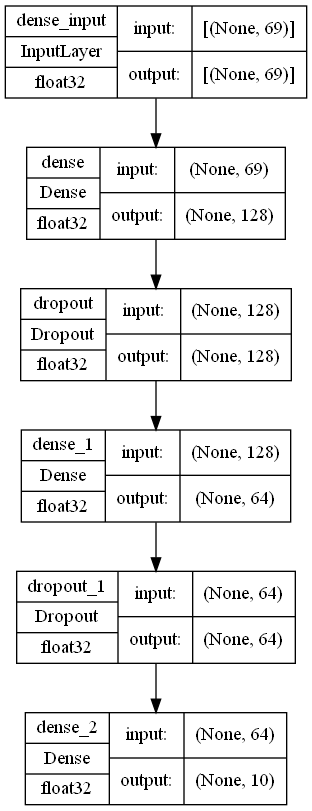 dense_input
InputLayer
float32
input:
[(None, 69)]
output:
[(None, 69)]
dense
Dense
float32
input:
(None, 69)
output:
(None, 128)
dropout
Dropout
float32
input:
(None, 128)
output:
(None, 128)
dense_1
Dense
float32
input:
(None, 128)
output:
(None, 64)
dropout_1
Dropout
float32
input:
(None, 64)
output:
(None, 64)
dense_2
Dense
float32
input:
(None, 64)
output:
(None, 10)